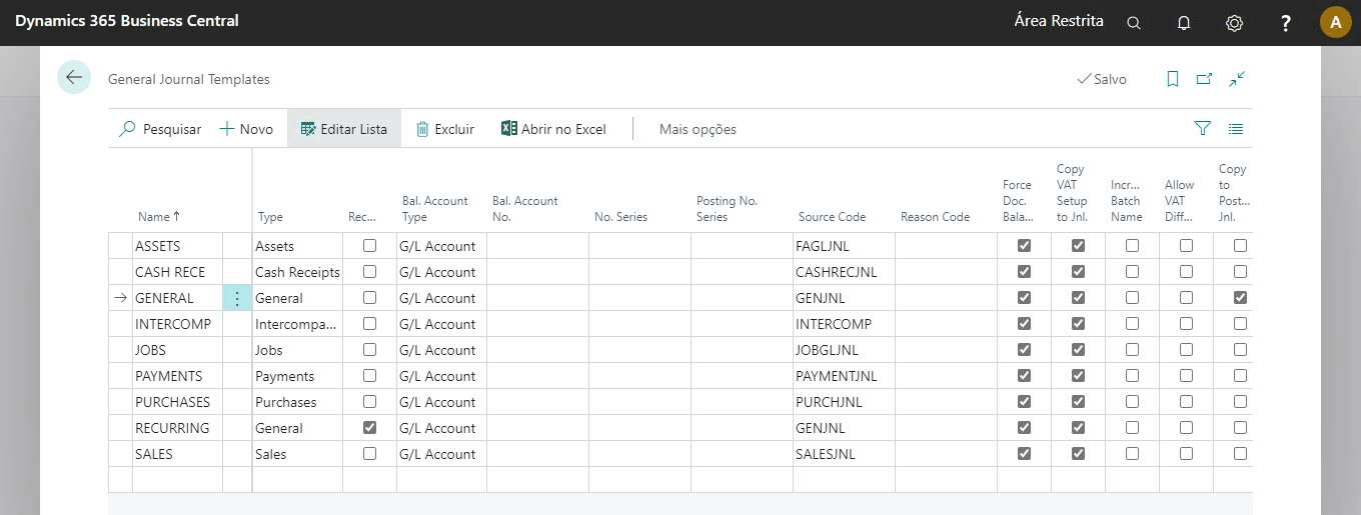 Dynamics 365 Business Central
Área Restrita
?
A
General Journal Templates
Salvo
Pesquisar
Novo
Editar Lista
Excluir
Abrir no Excel
Mais opções
Name ↑
Type
Rec...
Bal. Account
Type
Bal. Account
No.
No. Series
Posting No.
Series
Source Code
Reason Code
Force
Doc.
Bala...
Copy
VAT
Setup
to Jnl.
Incr...
Batch
Name
Allow
VAT
Diff...
Copy
to
Post...
Jnl.
ASSETS Assets G/L Account FAGLJNL
CASH RECE Cash Receipts G/L Account CASHRECJNL
GENERAL General G/L Account GENJNL
INTERCOMP Intercompa... G/L Account INTERCOMP
JOBS Jobs G/L Account JOBGLJNL
PAYMENTS Payments G/L Account PAYMENTJNL
PURCHASES Purchases G/L Account PURCHJNL
RECURRING General G/L Account GENJNL
SALES Sales G/L Account SALESJNL